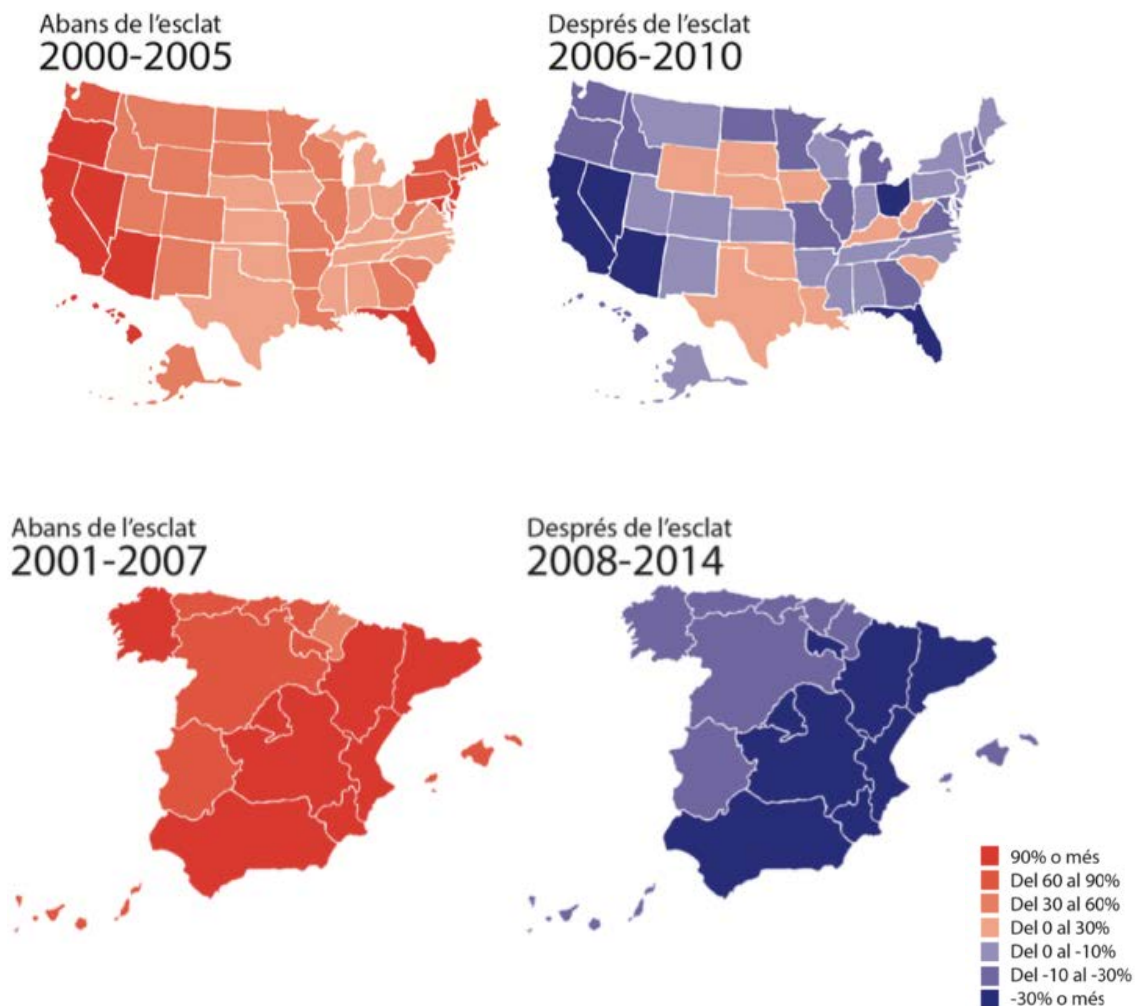 Abans de l'esclat
2000-2005
Després de l'esclat
2006-2010
Abans de l'esclat
2001-2007
Després de l'esclat
2008-2014
90% o més
Del 60 al 90%
Del 30 al 60%
Del 0 al 30%
Del 0 al -10%
Del -10 al -30%
-30% o més